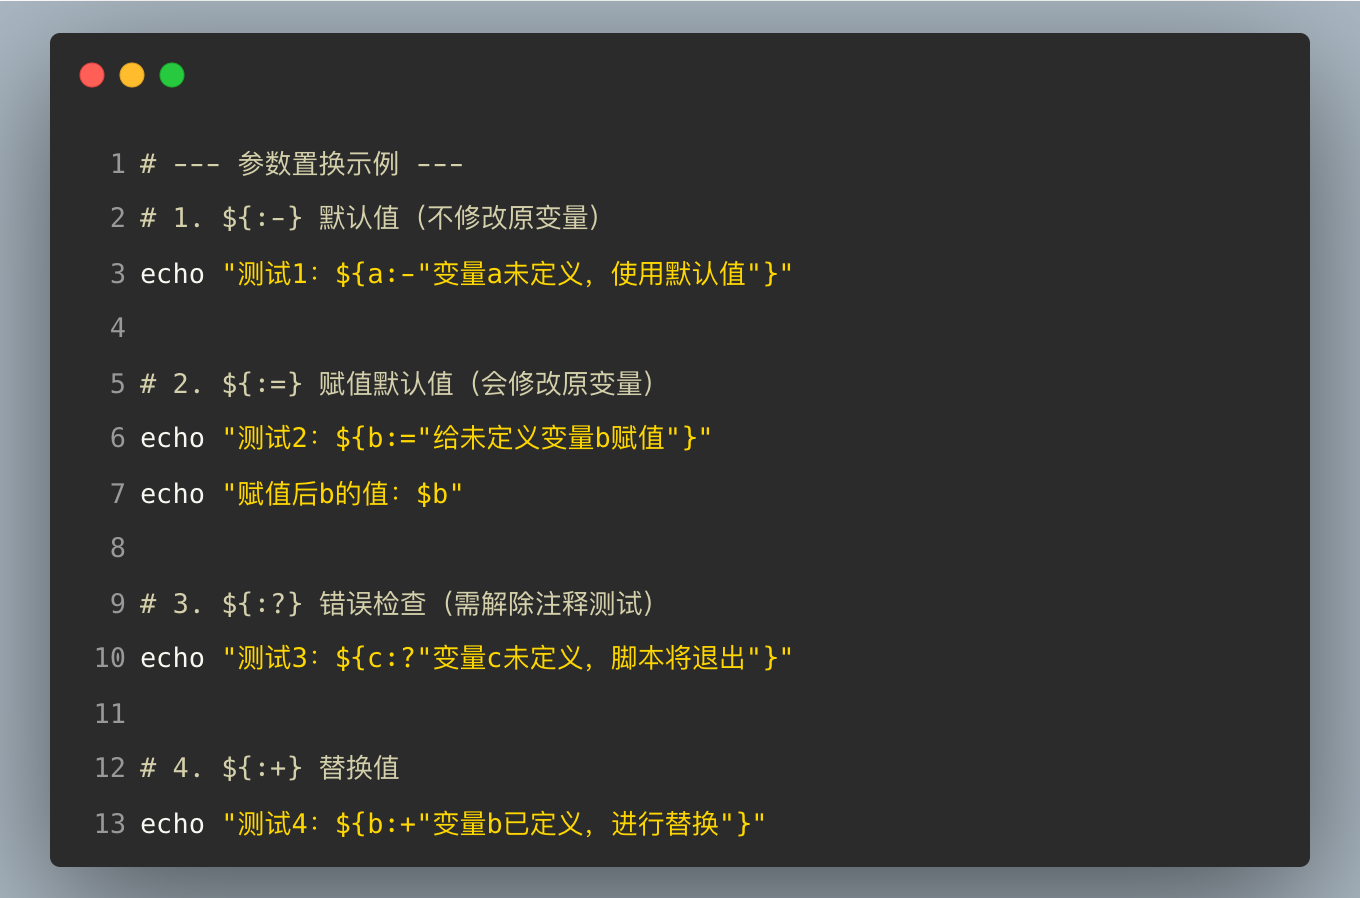 1 # --- 参数置换示例 ---
2 # 1. ${:-} 默认值（不修改原变量）
3 echo "测试1：${a:-"变量a未定义，使用默认值"}"
4
5 # 2. ${:=} 赋值默认值（会修改原变量）
6 echo "测试2：${b:="给未定义变量b赋值"}"
7 echo "赋值后b的值：$b"
8
9 # 3. ${:?} 错误检查（需解除注释测试）
10 echo "测试3：${c:?"变量c未定义，脚本将退出"}"
11
12 # 4. ${:+} 替换值
13 echo "测试4：${b:+"变量b已定义，进行替换"}"